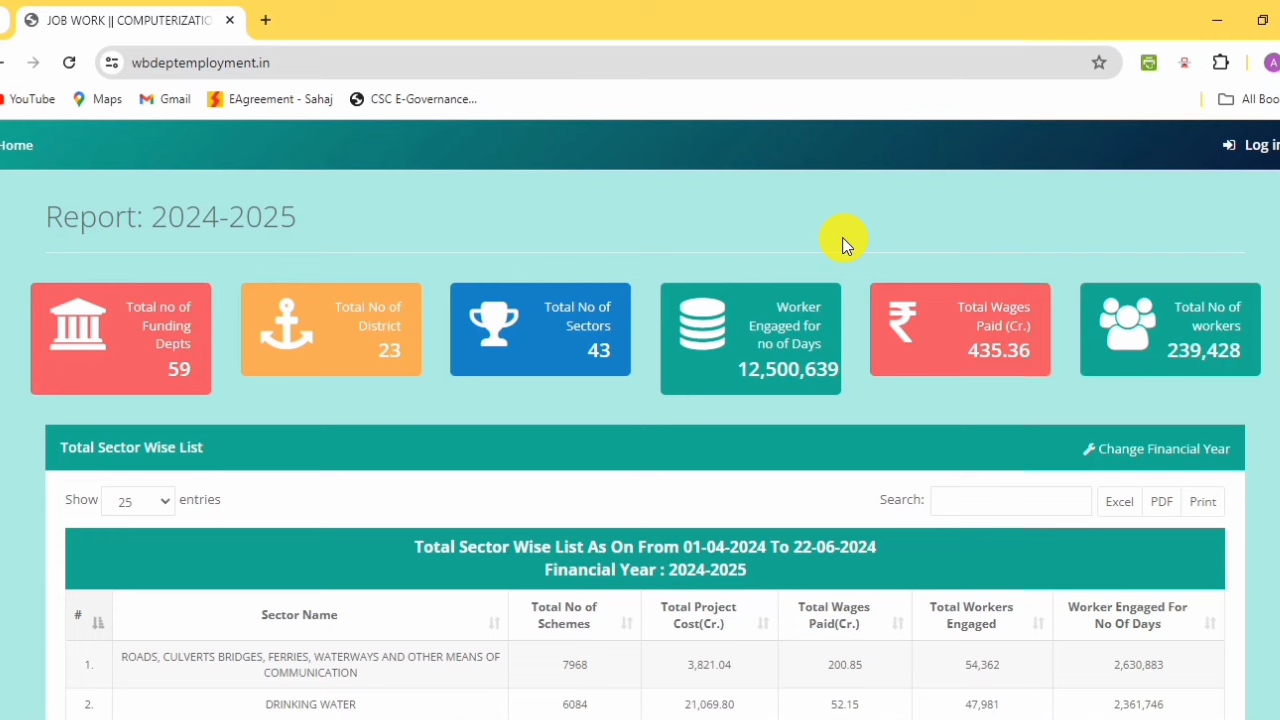 JOB WORK || COMPUTERIZATIO
wbdeptemployment.in
A
YouTube
Maps
Gmail
EAgreement - Sahaj
CSC E-Governance...
All Boo
Home
Log in
Report: 2024-2025
Total no of
Funding
Depts
59
Total No of
District
23
Total No of
Sectors
43
Worker
Engaged for
no of Days
12,500,639
Total Wages
Paid (Cr.)
435.36
Total No of
workers
239,428
Total Sector Wise List
Change Financial Year
Show 25 entries
Search:
Excel PDF Print
Total Sector Wise List As On From 01-04-2024 To 22-06-2024
Financial Year : 2024-2025
#
Sector Name
Total No of
Schemes
Total Project
Cost(Cr.)
Total Wages
Paid(Cr.)
Total Workers
Engaged
Worker Engaged For
No Of Days
1.
ROADS, CULVERTS BRIDGES, FERRIES, WATERWAYS AND OTHER MEANS OF
COMMUNICATION
7968
3,821.04
200.85
54,362
2,630,883
2.
DRINKING WATER
6084
21,069.80
52.15
47,981
2,361,746